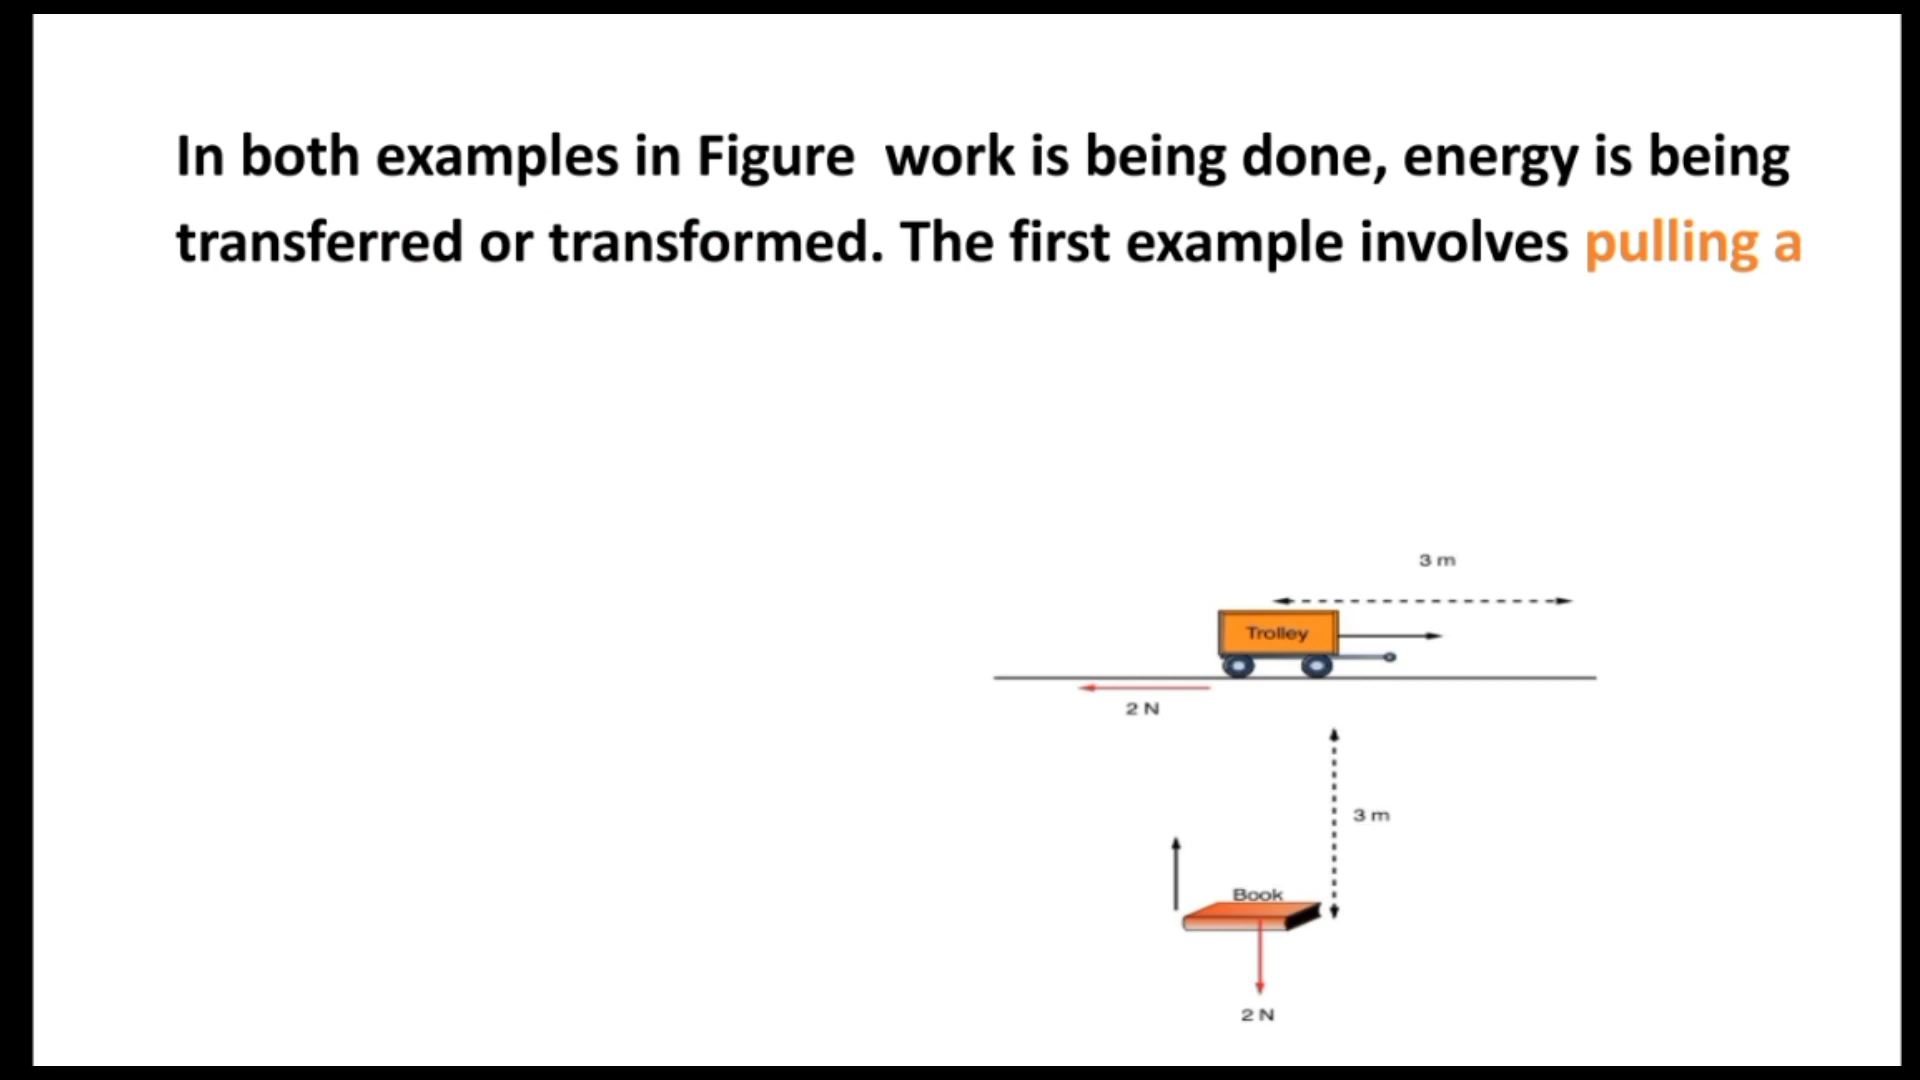 In both examples in Figure  work is being done, energy is being
transferred or transformed. The first example involves pulling a
3 m
Trolley
2 N
3 m
Book
2 N